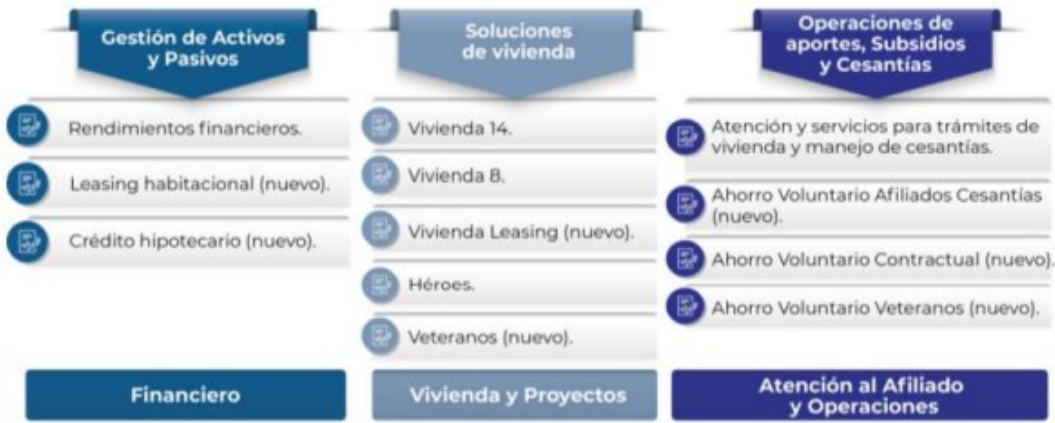 Gestión de Activos
y Pasivos
Rendimientos financieros.
Leasing habitacional (nuevo).
Crédito hipotecario (nuevo).
Financiero
Soluciones
de vivienda
Vivienda 14.
Vivienda 8.
Vivienda Leasing (nuevo).
Héroes.
Veteranos (nuevo).
Vivienda y Proyectos
Operaciones de
aportes, Subsidios
y Cesantías
Atención y servicios para trámites de
vivienda y manejo de cesantías.
Ahorro Voluntario Afiliados Cesantías
(nuevo).
Ahorro Voluntario Contractual (nuevo).
Ahorro Voluntario Veteranos (nuevo).
Atención al Afiliado
y Operaciones